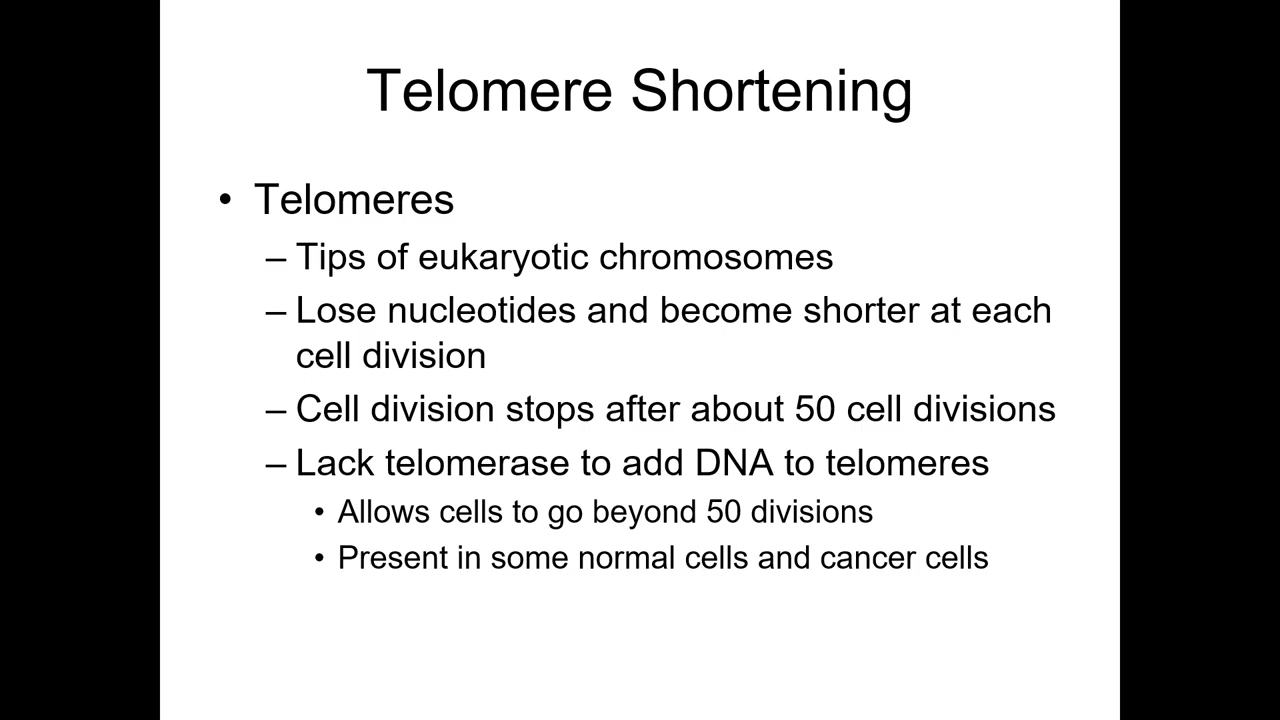 Telomere Shortening
• Telomeres
– Tips of eukaryotic chromosomes
– Lose nucleotides and become shorter at each
cell division
– Cell division stops after about 50 cell divisions
– Lack telomerase to add DNA to telomeres
• Allows cells to go beyond 50 divisions
• Present in some normal cells and cancer cells